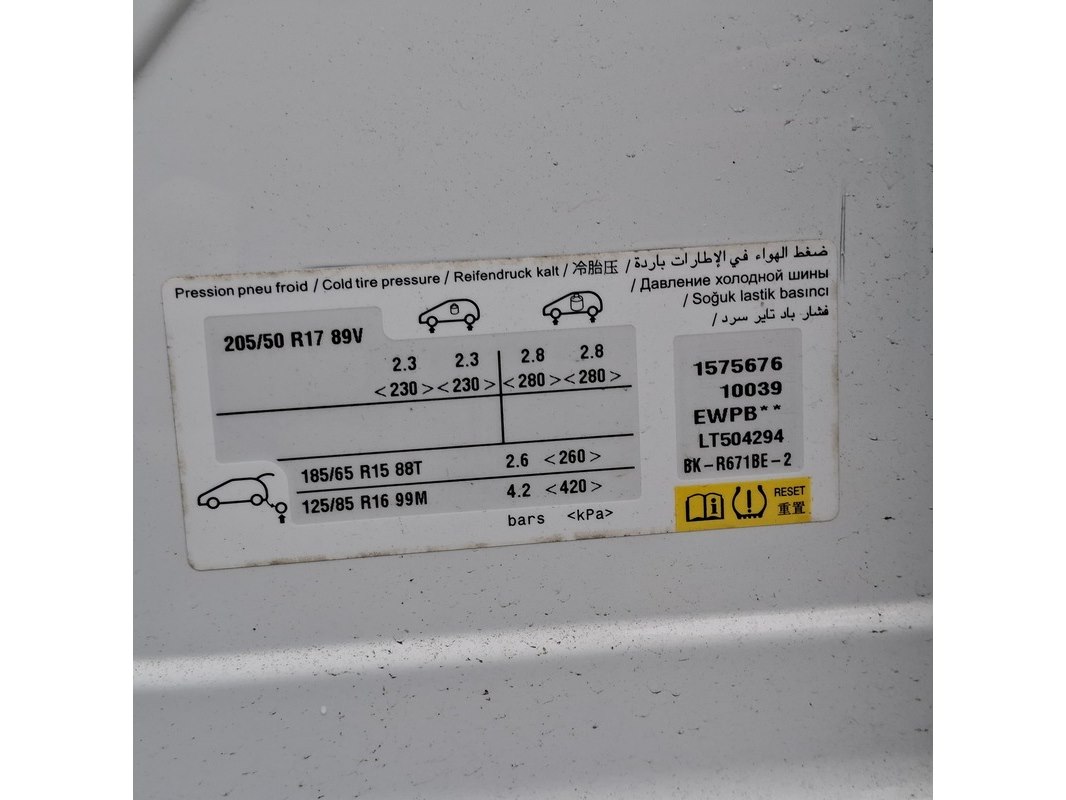 Pression pneu froid / Cold tire pressure / Reifendruck kalt / 冷胎压 / ضغط الهواء في الإطارات باردة
/ Давление холодной шины
/ Soğuk lastik basıncı
/ فشار باد تایر سرد
205/50 R17 89V
2.3 2.3 2.8 2.8
<230> <230> <280> <280>
185/65 R15 88T 2.6 <260>
125/85 R16 99M 4.2 <420>
bars <kPa>
1575676
10039
EWPB**
LT504294
BK-R671BE-2
RESET
重置